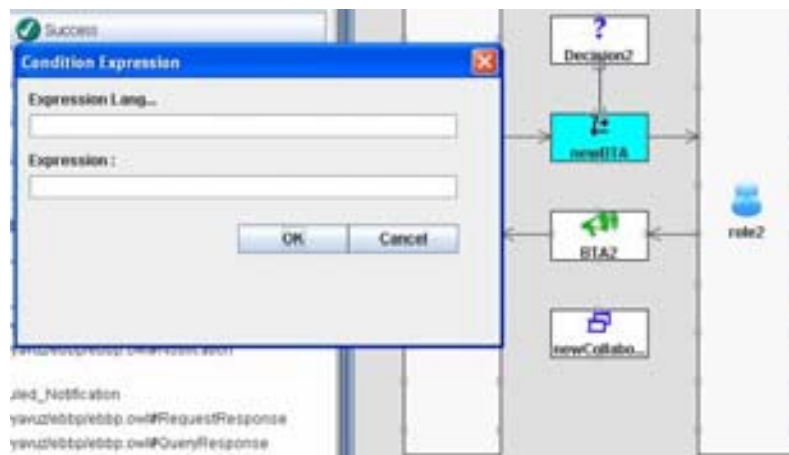 Success
Condition Expression
Expression Lang...
Expression :
OK
Cancel
Decision2
newBTA
BTA2
role2
newCollabo...
uled_Notification
yavuz/ebbp/ebbp.owl#RequestResponse
yavuz/ebbp/ebbp.owl#QueryResponse